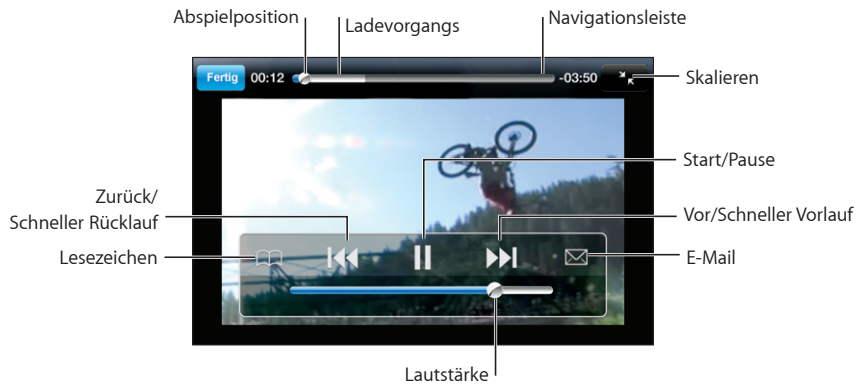 Abspielposition
Ladevorgangs
Navigationsleiste
Fertig 00:12 -03:50
Skalieren
Start/Pause
Zurück/
Schneller Rücklauf
Vor/Schneller Vorlauf
Lesezeichen
E-Mail
Lautstärke